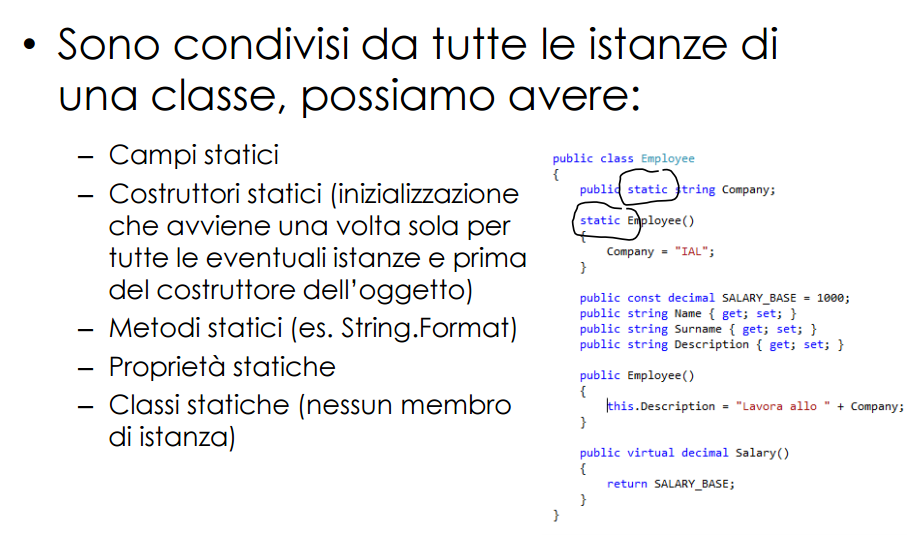 • Sono condivisi da tutte le istanze di
una classe, possiamo avere:
– Campi statici
– Costruttori statici (inizializzazione
che avviene una volta sola per
tutte le eventuali istanze e prima
del costruttore dell'oggetto)
– Metodi statici (es. String.Format)
– Proprietà statiche
– Classi statiche (nessun membro
di istanza)
public class Employee
{
public static string Company;
static Employee()
{
Company = "IAL";
}
public const decimal SALARY_BASE = 1000;
public string Name { get; set; }
public string Surname { get; set; }
public string Description { get; set; }
public Employee()
{
this.Description = "Lavora allo " + Company;
}
public virtual decimal Salary()
{
return SALARY_BASE;
}
}